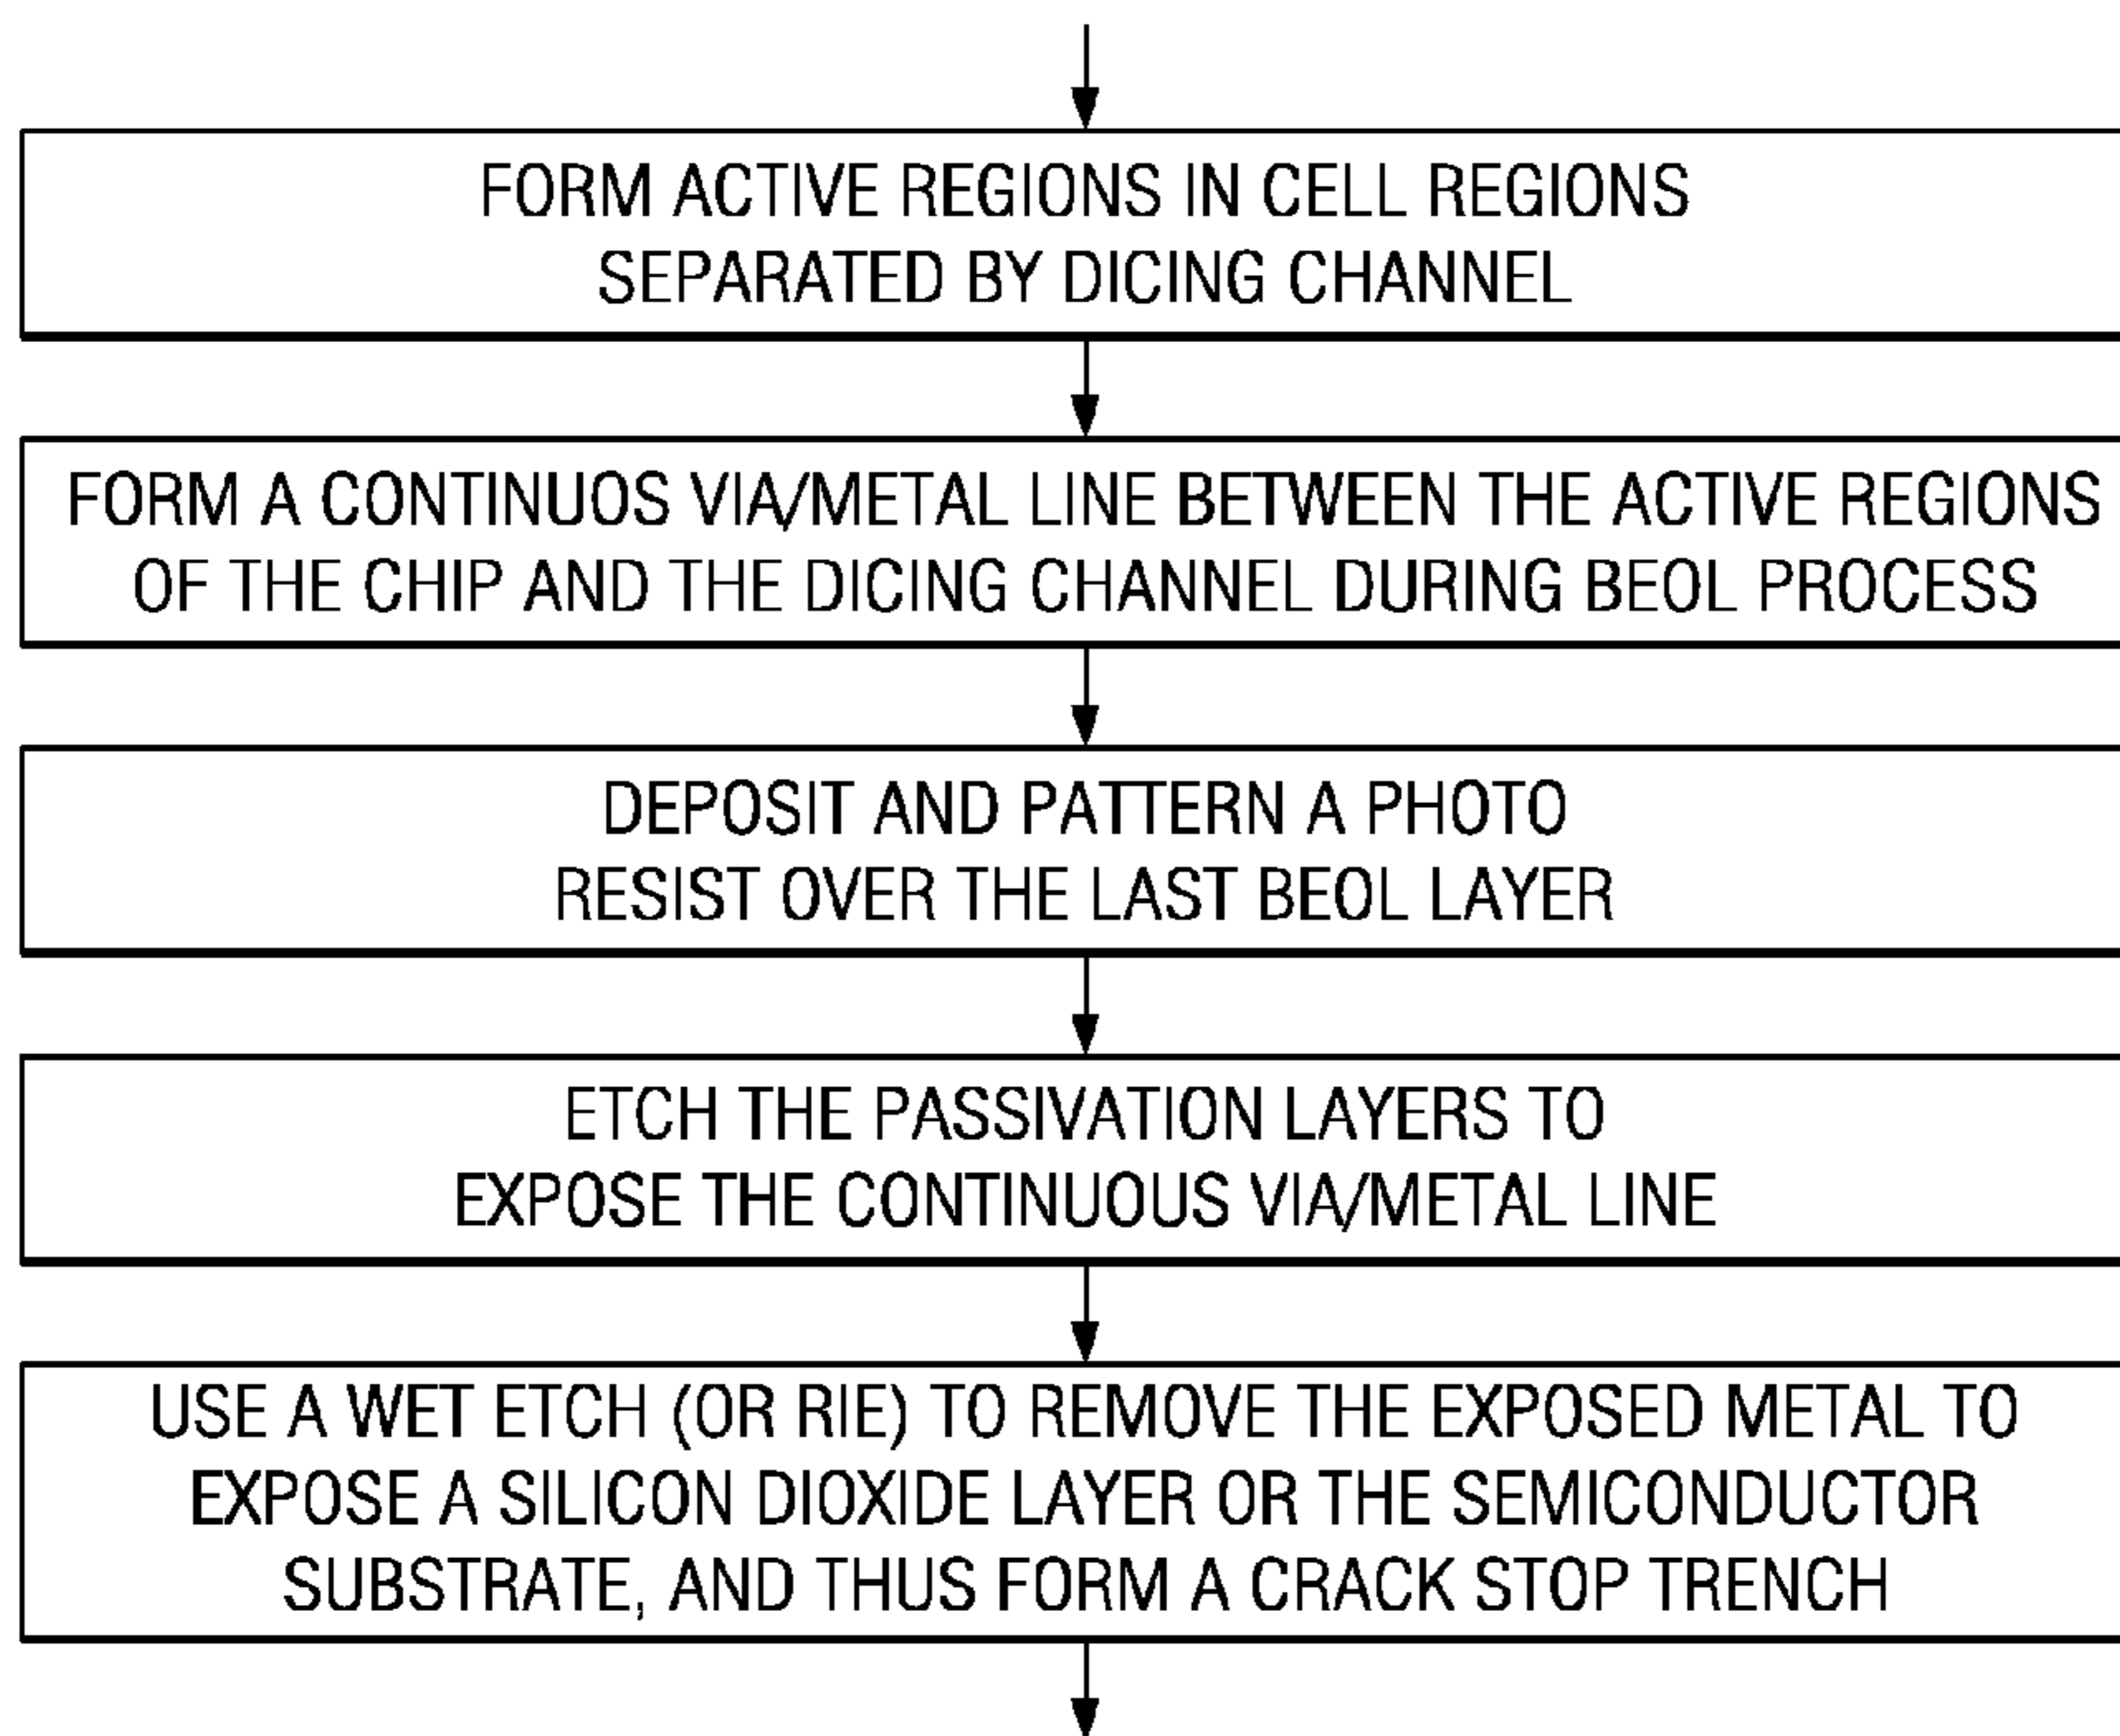 FORM ACTIVE REGIONS IN CELL REGIONS
SEPARATED BY DICING CHANNEL
FORM A CONTINUOS VIA/METAL LINE BETWEEN THE ACTIVE REGIONS
OF THE CHIP AND THE DICING CHANNEL DURING BEOL PROCESS
DEPOSIT AND PATTERN A PHOTO
RESIST OVER THE LAST BEOL LAYER
ETCH THE PASSIVATION LAYERS TO
EXPOSE THE CONTINUOUS VIA/METAL LINE
USE A WET ETCH (OR RIE) TO REMOVE THE EXPOSED METAL TO
EXPOSE A SILICON DIOXIDE LAYER OR THE SEMICONDUCTOR
SUBSTRATE, AND THUS FORM A CRACK STOP TRENCH